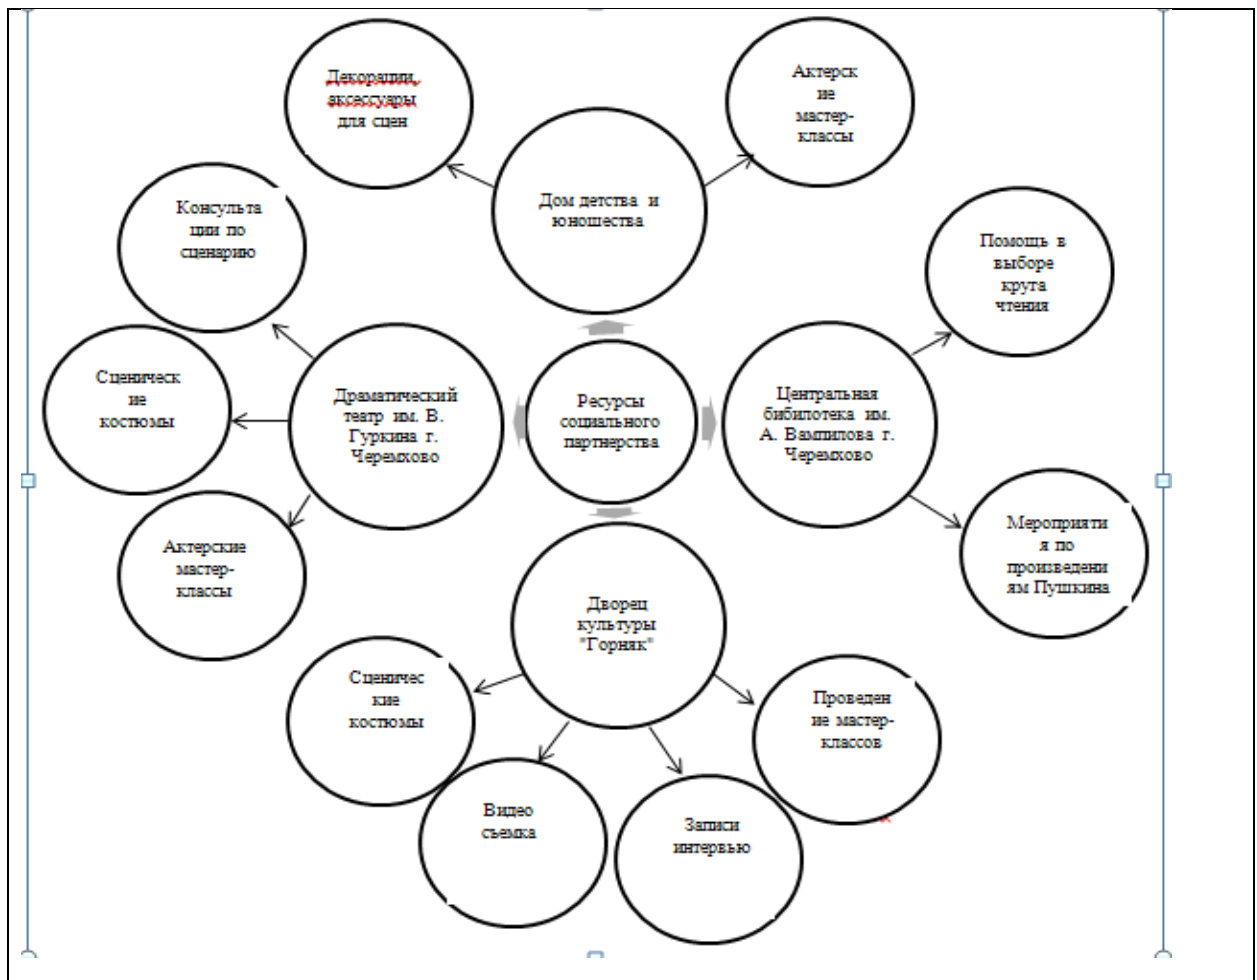 Декорации,
аксессуары
для сцен
Актерск
ие
мастер-
классы
Дом детства и
юношества
Консульта
ции по
сценарию
Помощь в
выборе
круга
чтения
Сценическ
ие
костюмы
Драматический
театр им. В.
Гуркина г.
Черемхово
Ресурсы
социального
партнерства
Центральная
бибилотека им.
А. Вампилова г.
Черемхово
Актерские
мастер-
классы
Мероприяти
я по
произведени
ям Пушкина
Дворец
культуры
"Горняк"
Сценичес
кие
костюмы
Проведен
ие мастер-
классов
Видео
съемка
Записи
интервью